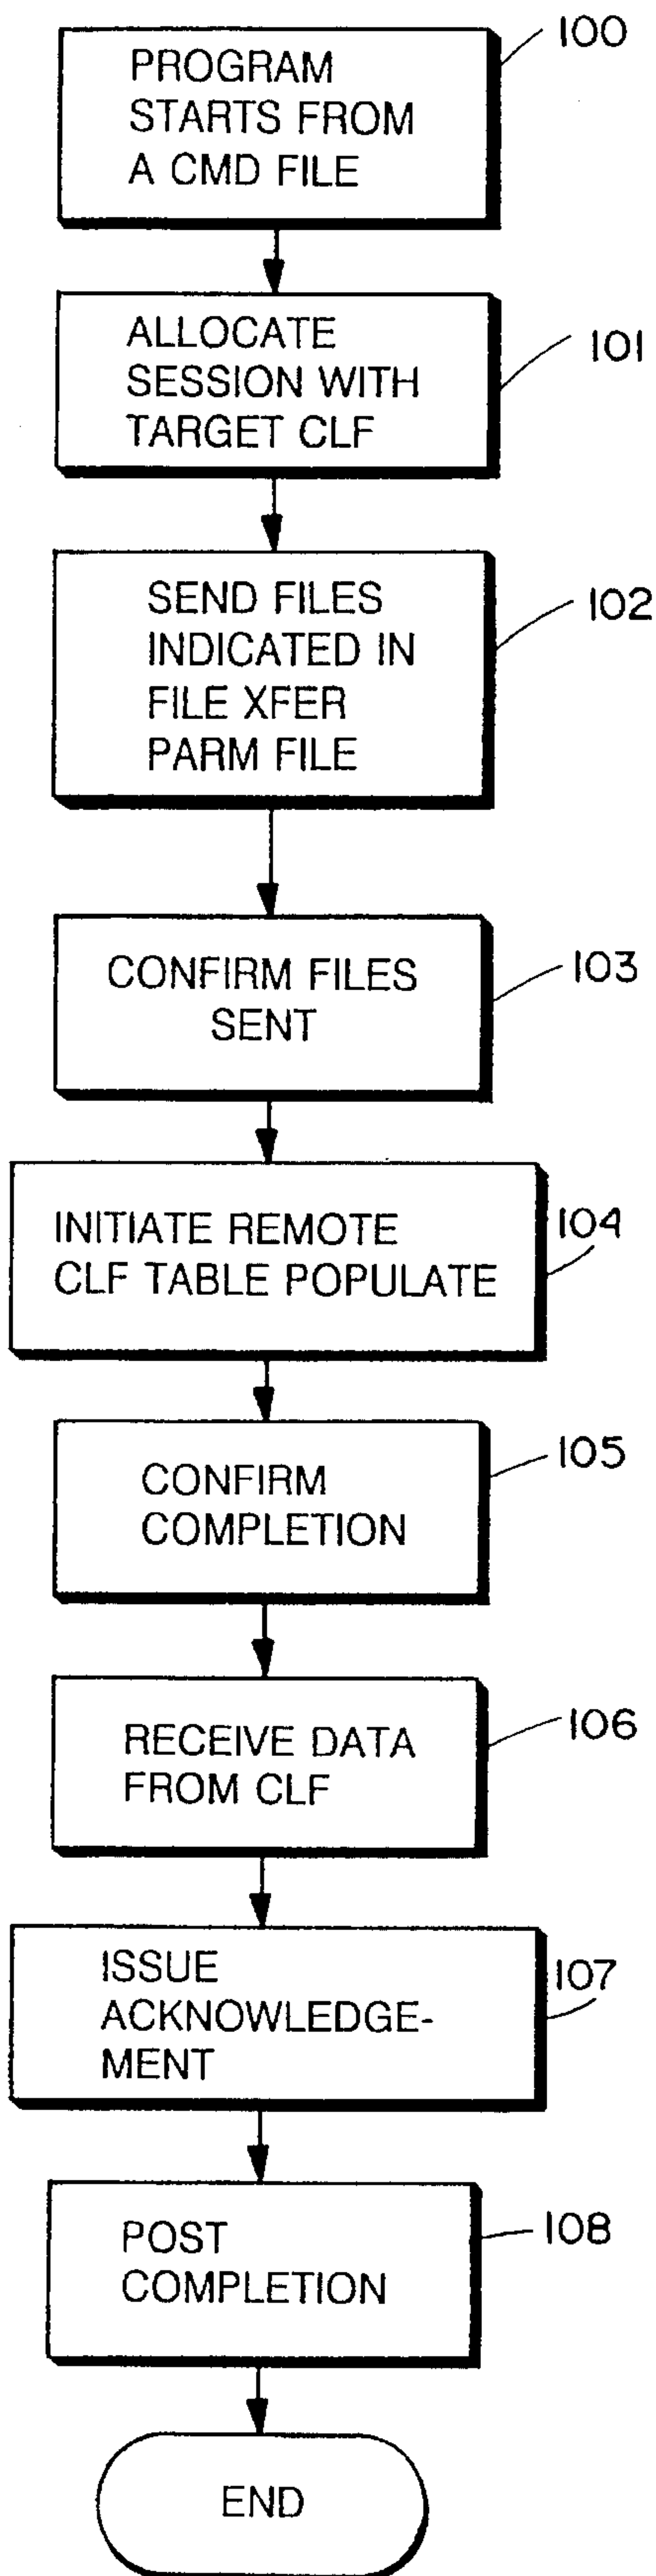 100
PROGRAM
STARTS FROM
A CMD FILE
101
ALLOCATE
SESSION WITH
TARGET CLF
102
SEND FILES
INDICATED IN
FILE XFER
PARM FILE
103
CONFIRM FILES
SENT
104
INITIATE REMOTE
CLF TABLE POPULATE
105
CONFIRM
COMPLETION
106
RECEIVE DATA
FROM CLF
107
ISSUE
ACKNOWLEDGE-
MENT
108
POST
COMPLETION
END